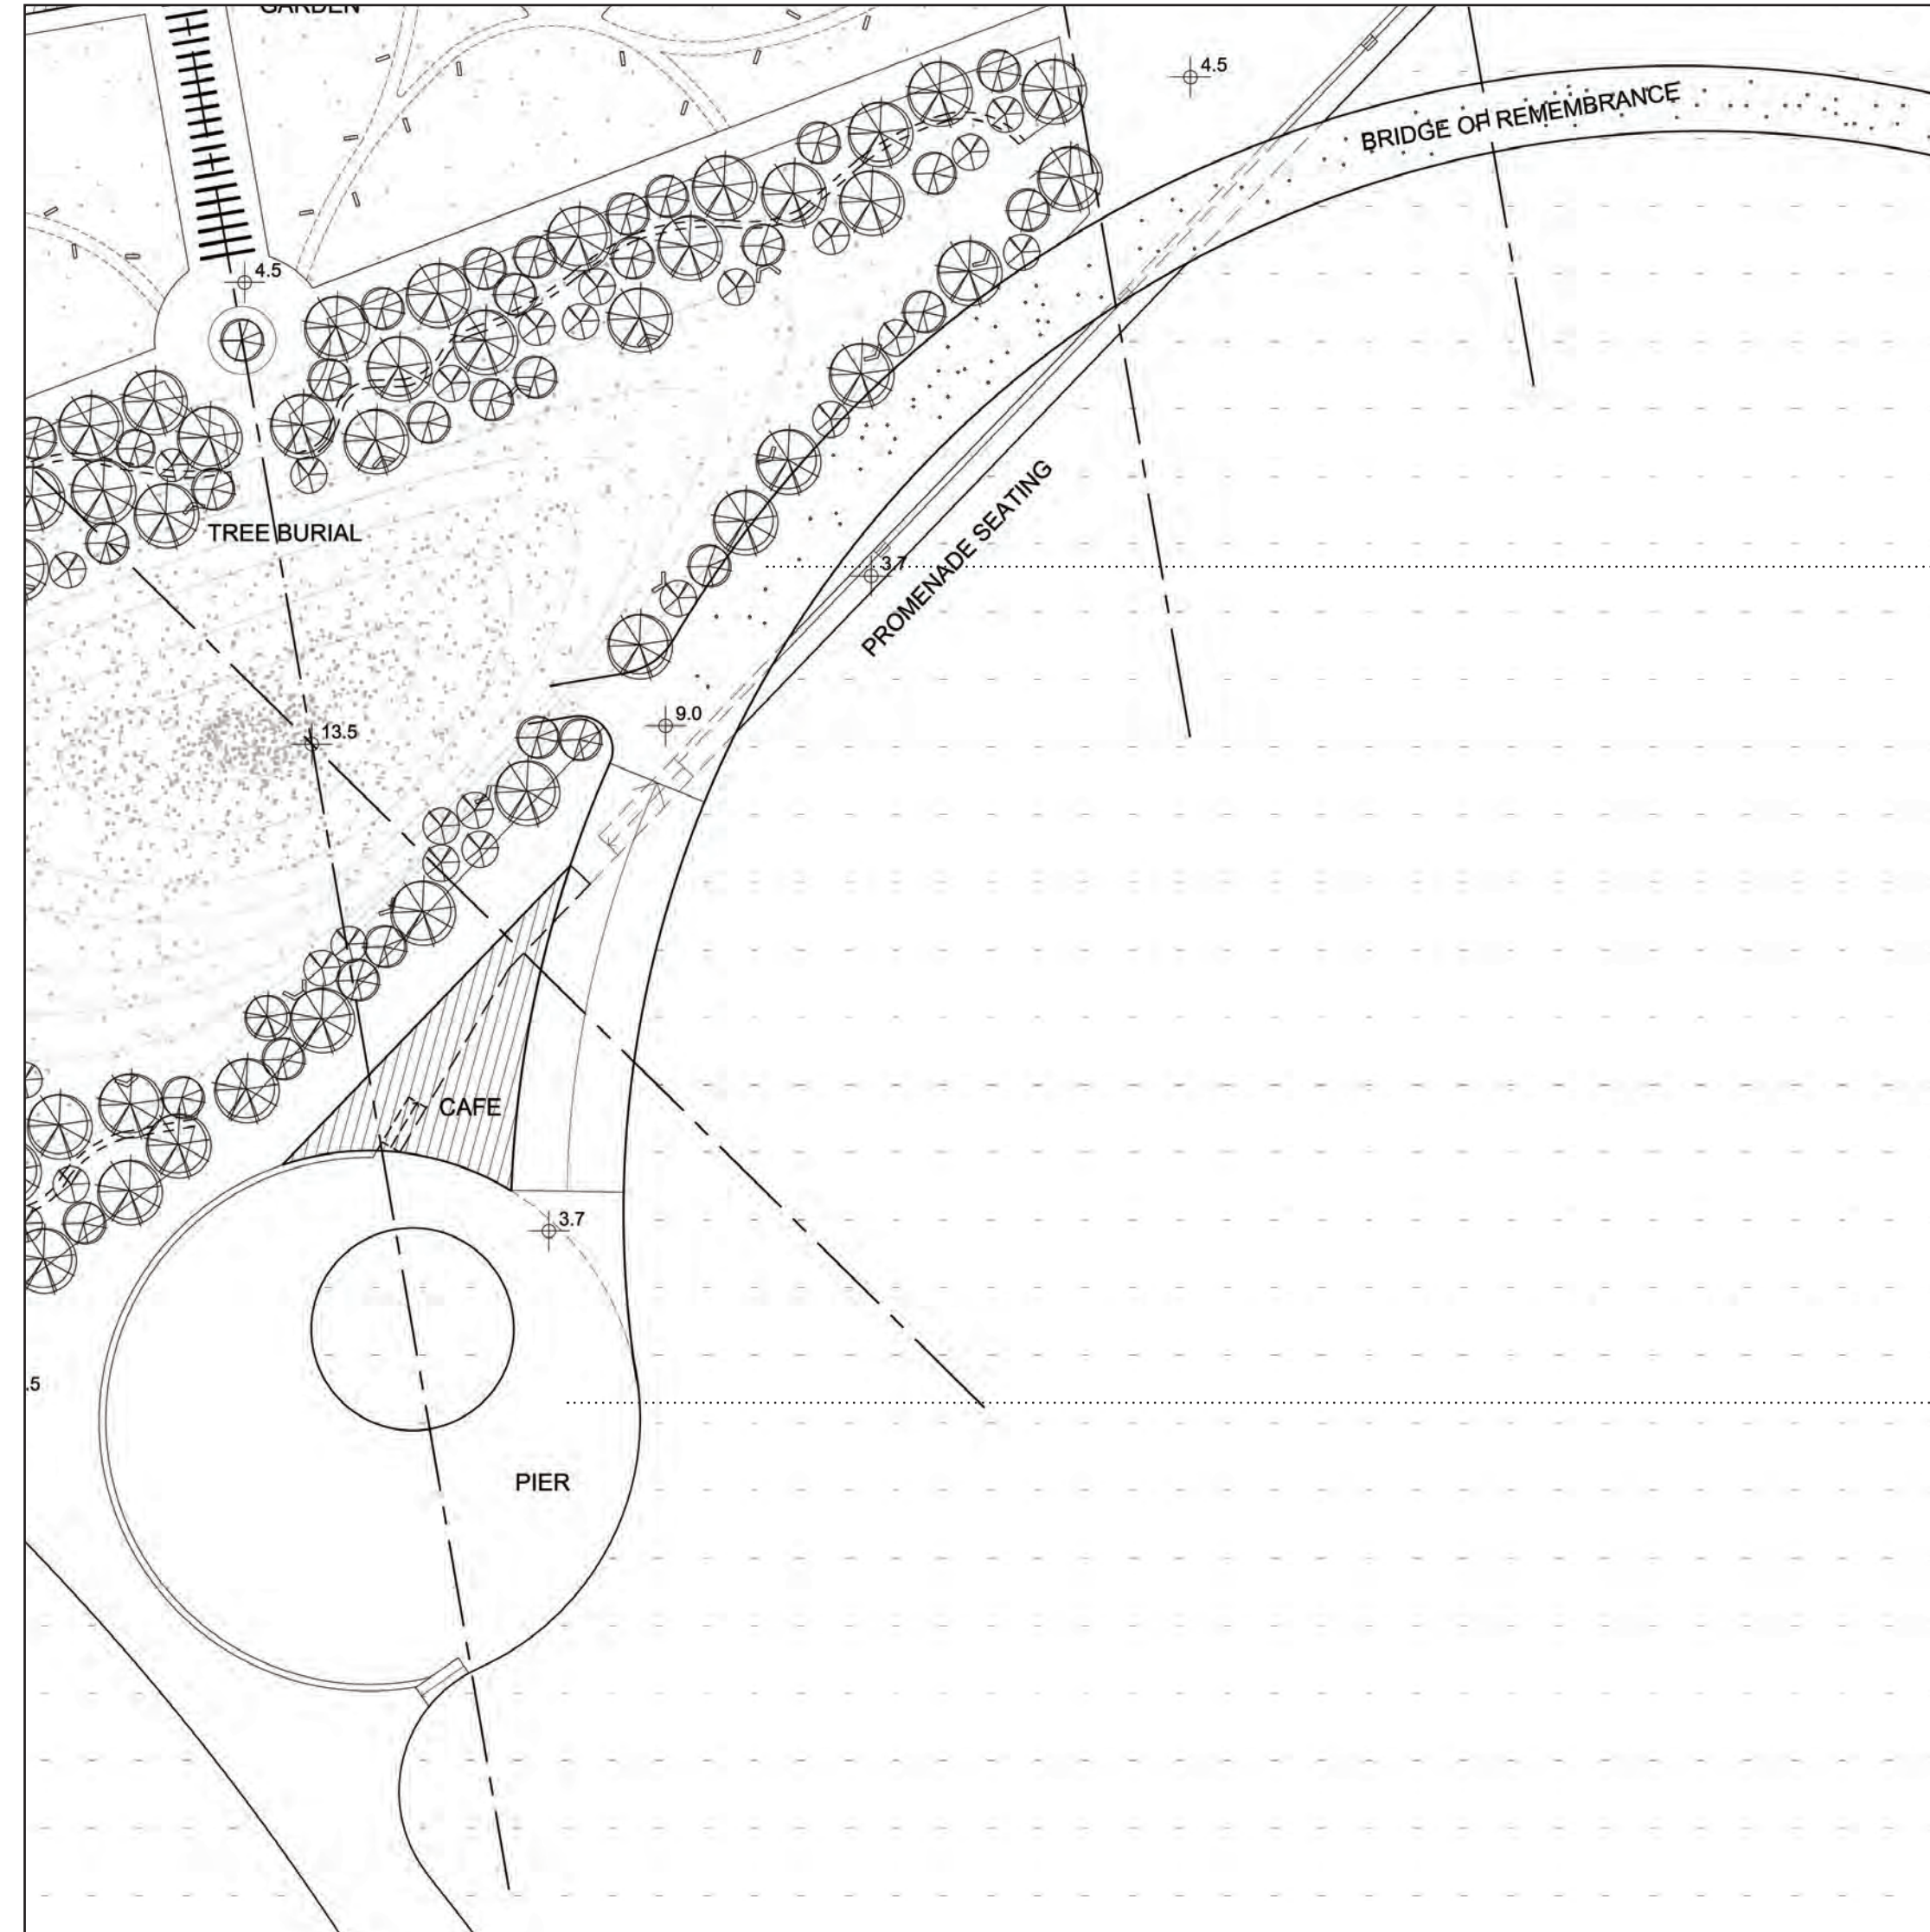 GARDEN
4.5
BRIDGE OF REMEMBRANCE
4.5
PROMENADE SEATING
3.7
TREE BURIAL
9.0
13.5
CAFE
3.7
.5
PIER